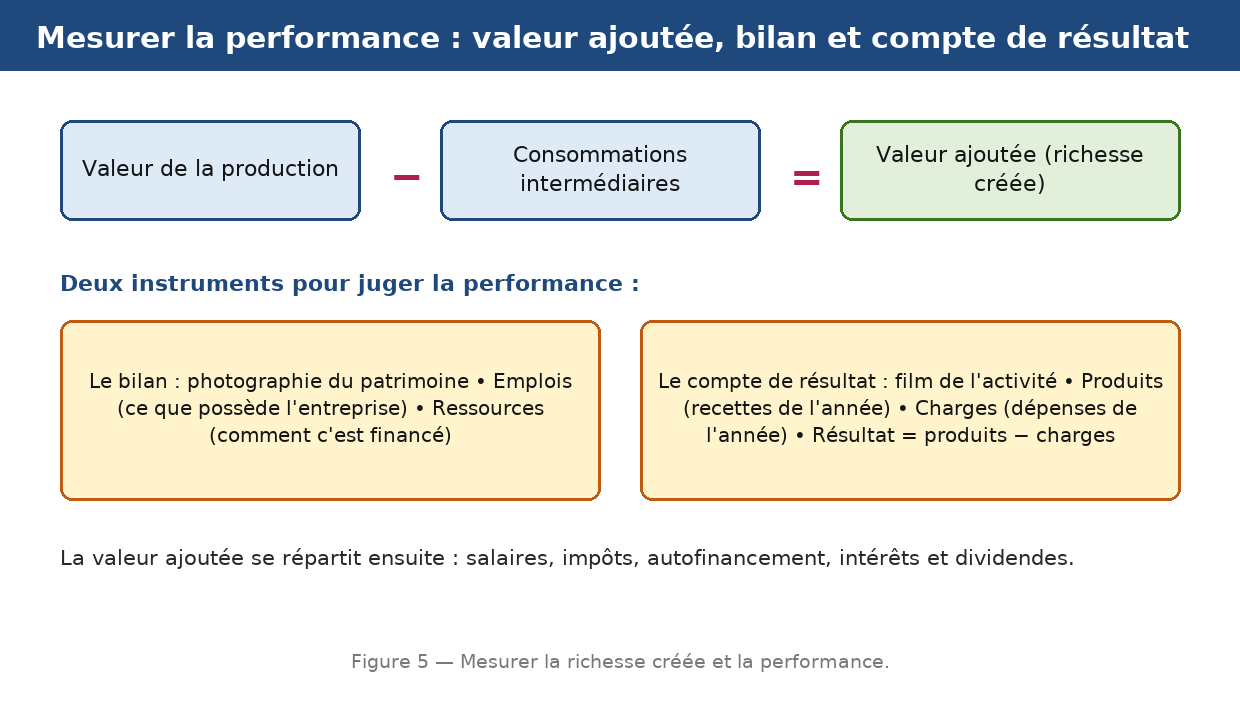 Mesurer la performance : valeur ajoutée, bilan et compte de résultat
Valeur de la production
−
Consommations
intermédiaires
=
Valeur ajoutée (richesse
créée)
Deux instruments pour juger la performance :
Le bilan : photographie du patrimoine • Emplois
(ce que possède l'entreprise) • Ressources
(comment c'est financé)
Le compte de résultat : film de l'activité • Produits
(recettes de l'année) • Charges (dépenses de
l'année) • Résultat = produits − charges
La valeur ajoutée se répartit ensuite : salaires, impôts, autofinancement, intérêts et dividendes.
Figure 5 — Mesurer la richesse créée et la performance.